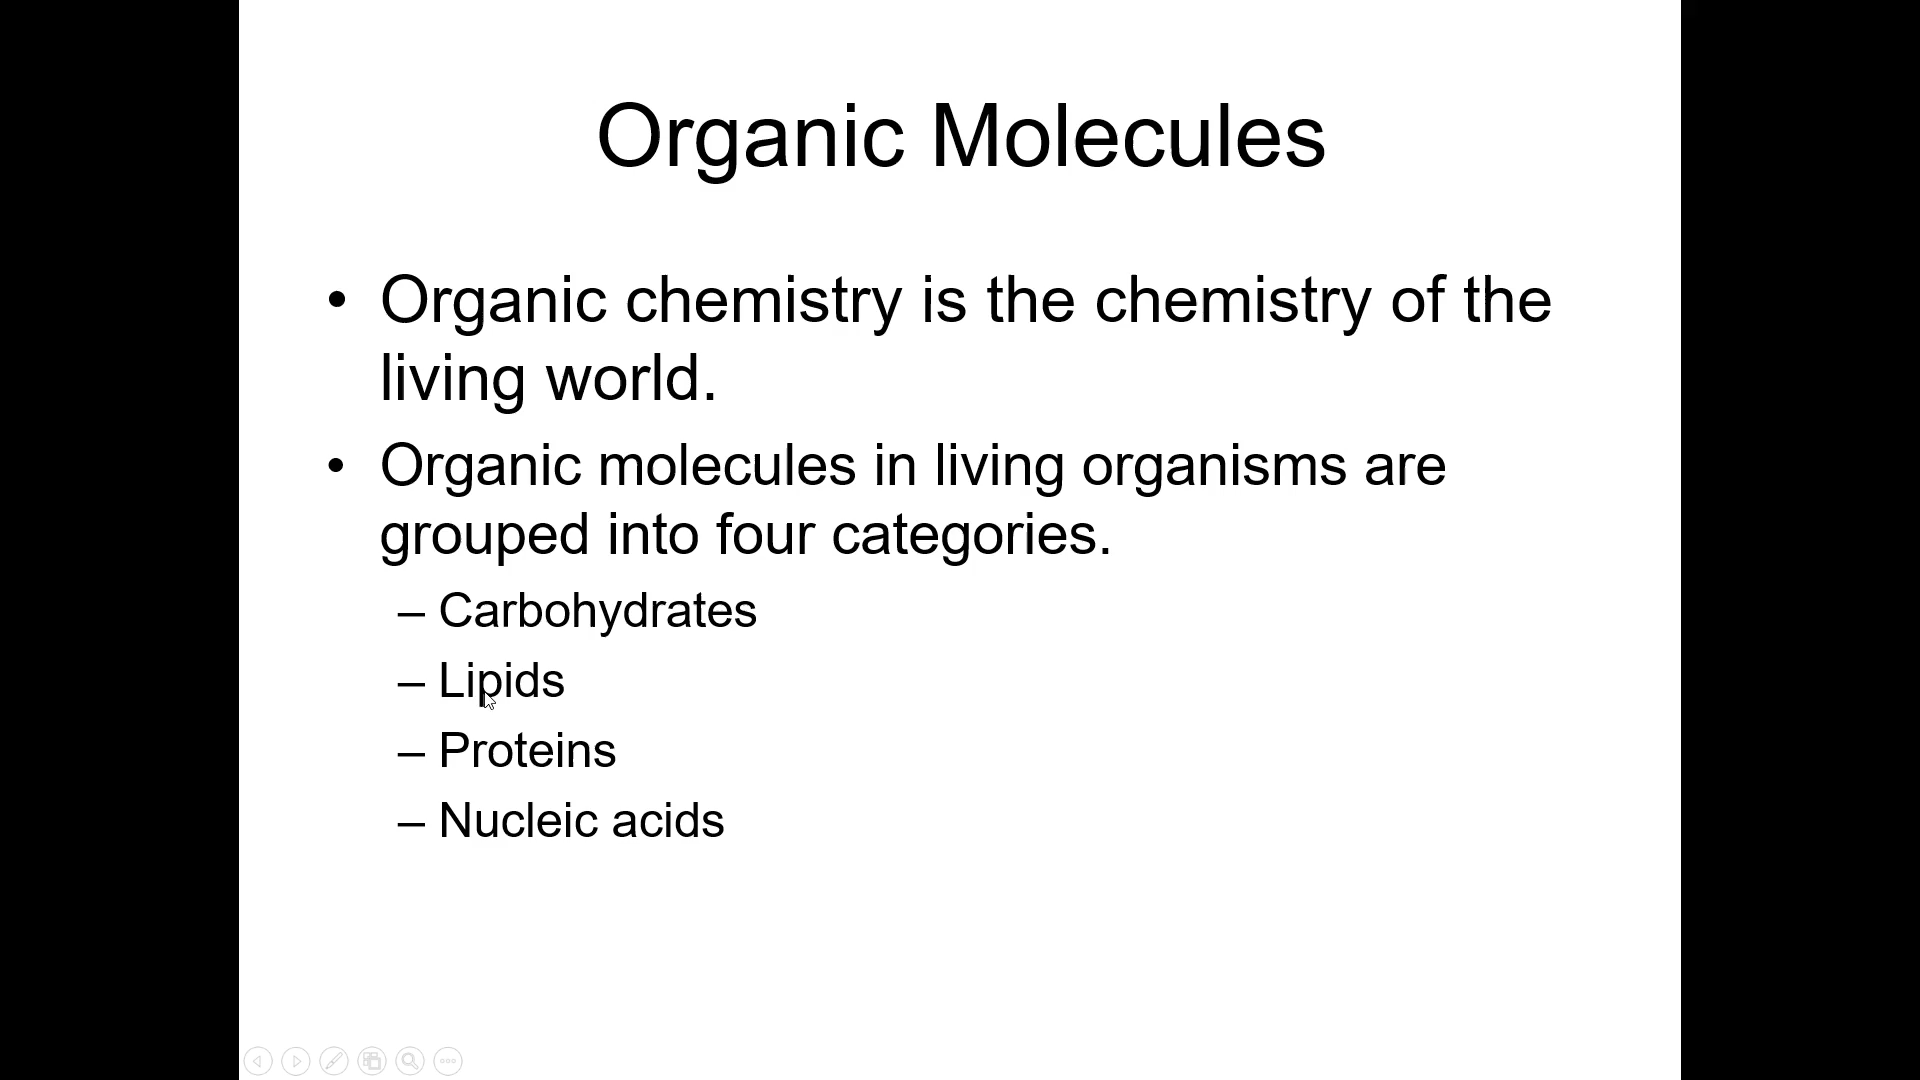 Organic Molecules
• Organic chemistry is the chemistry of the
living world.
• Organic molecules in living organisms are
grouped into four categories.
– Carbohydrates
– Lipids
– Proteins
– Nucleic acids